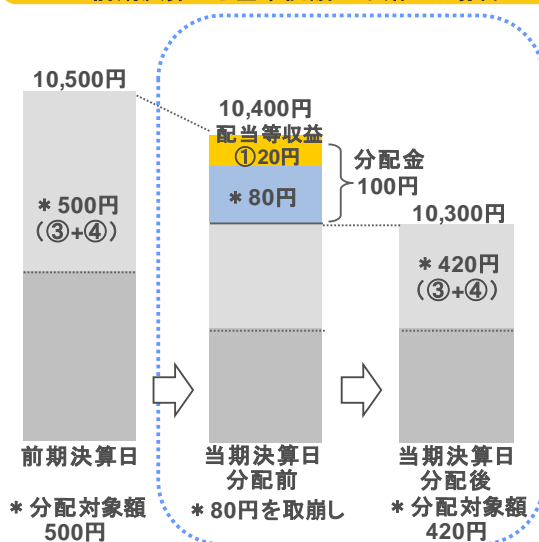 10,500円
10,400円
配当等収益
①20円
分配金
100円
＊80円
＊500円
（③+④）
10,300円
＊420円
（③+④）
前期決算日
当期決算日
分配前
当期決算日
分配後
＊分配対象額
500円
＊80円を取崩し
＊分配対象額
420円